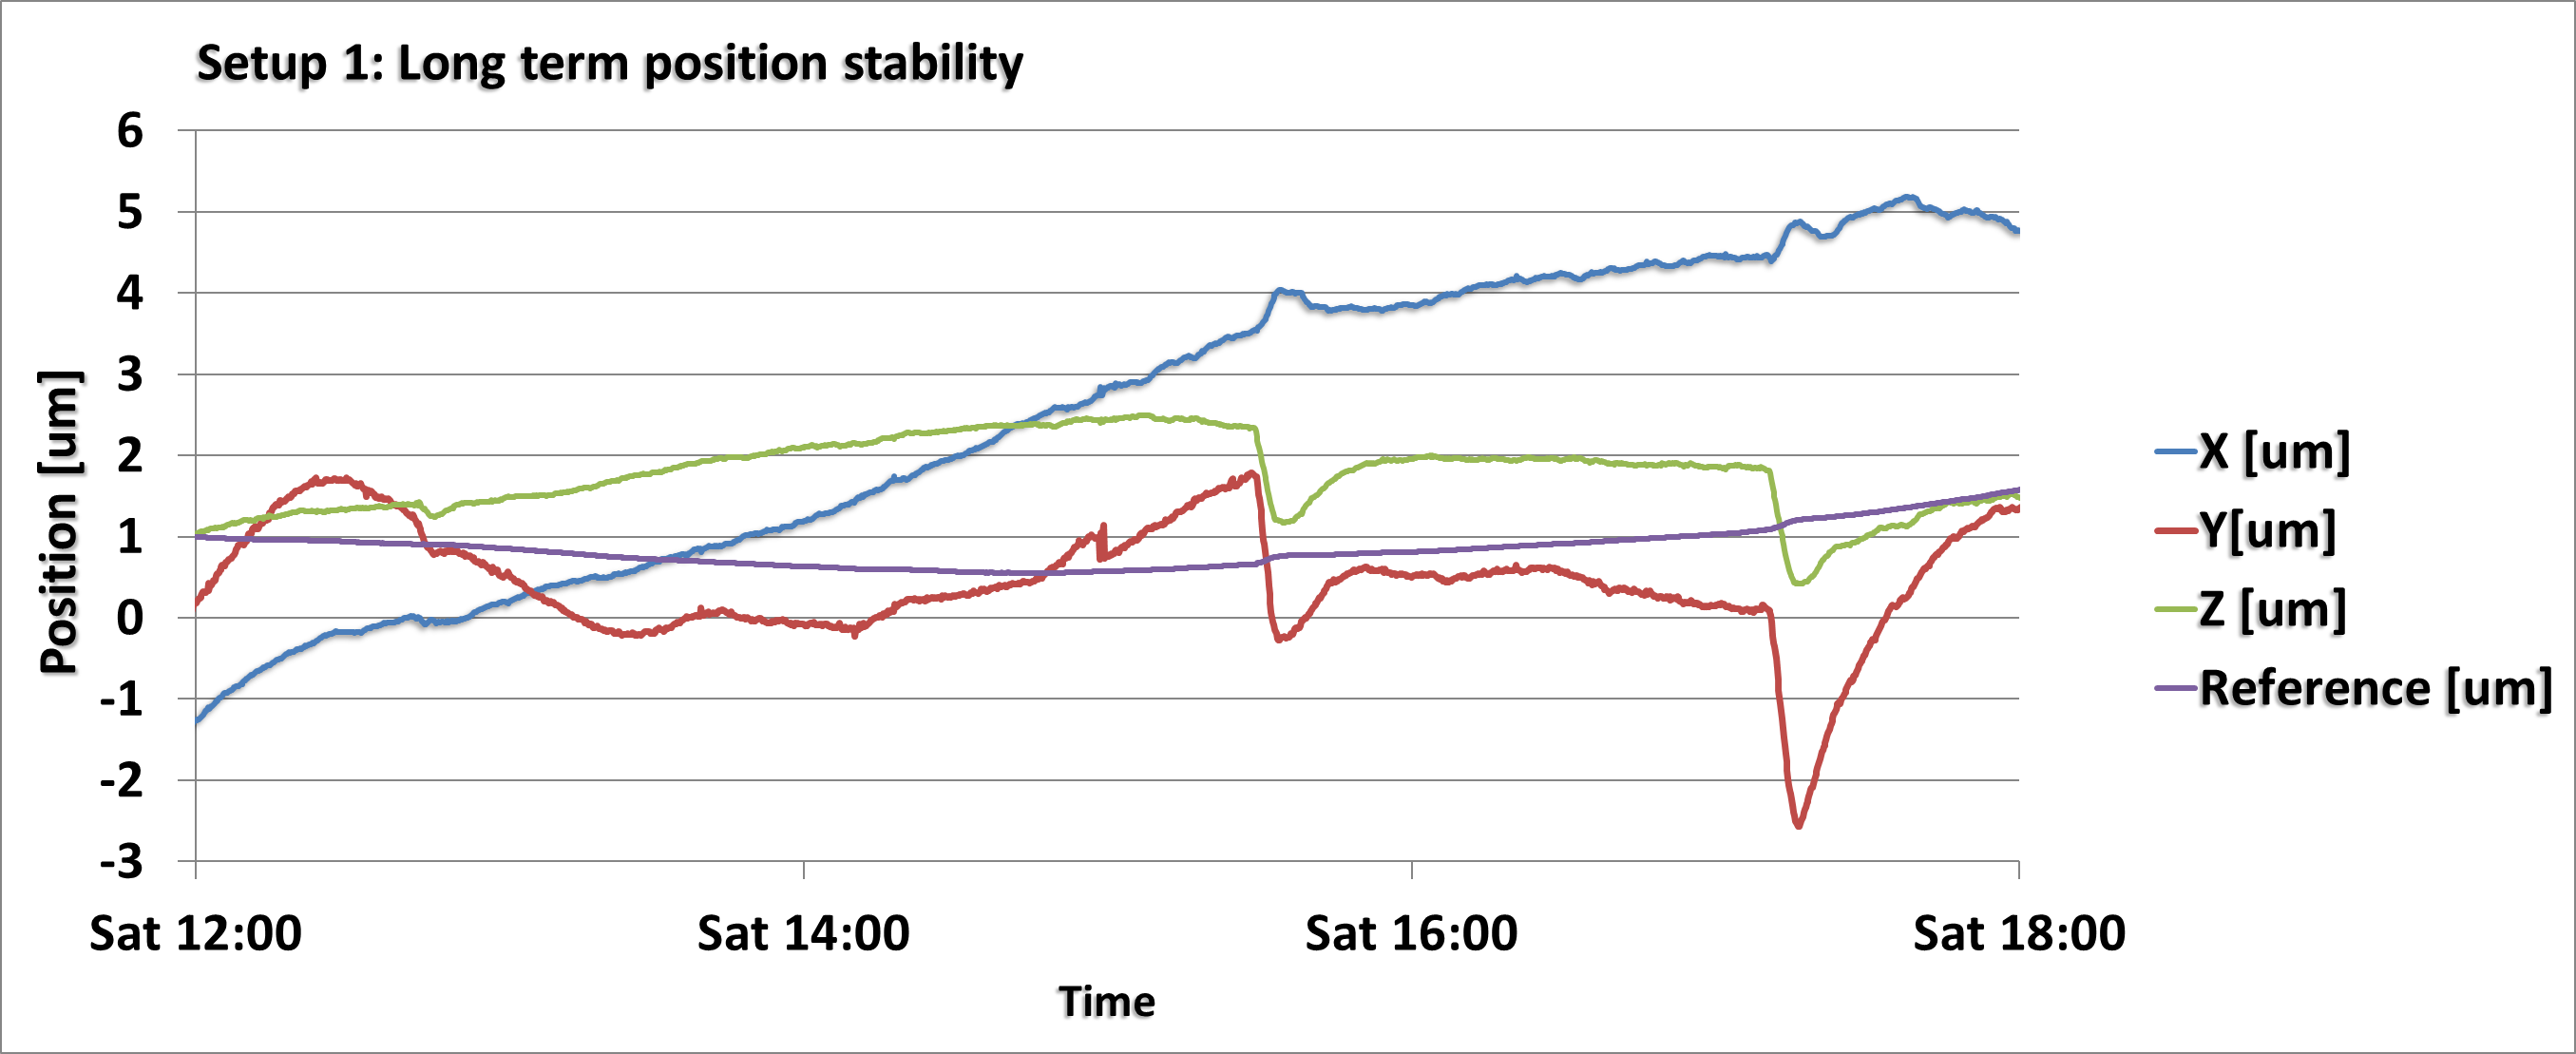 Setup 1: Long term position stability
6
5
4
3
2
1
0
-1
-2
-3
Position [um]
Sat 12:00 Sat 14:00 Sat 16:00 Sat 18:00
Time
X [um]
Y[um]
Z [um]
Reference [um]